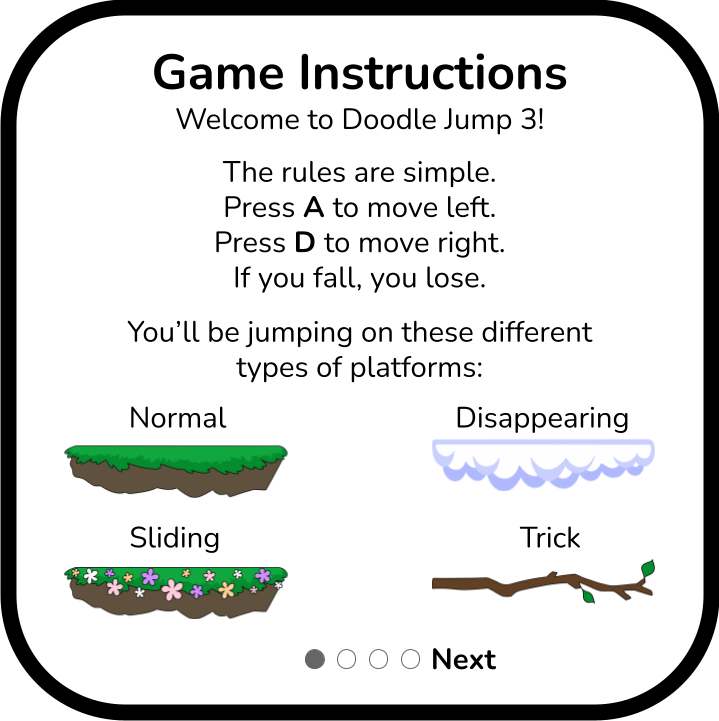 Game Instructions
Welcome to Doodle Jump 3!
The rules are simple.
Press A to move left.
Press D to move right.
If you fall, you lose.
You’ll be jumping on these different
types of platforms:
Normal
Disappearing
Sliding
Trick
Next